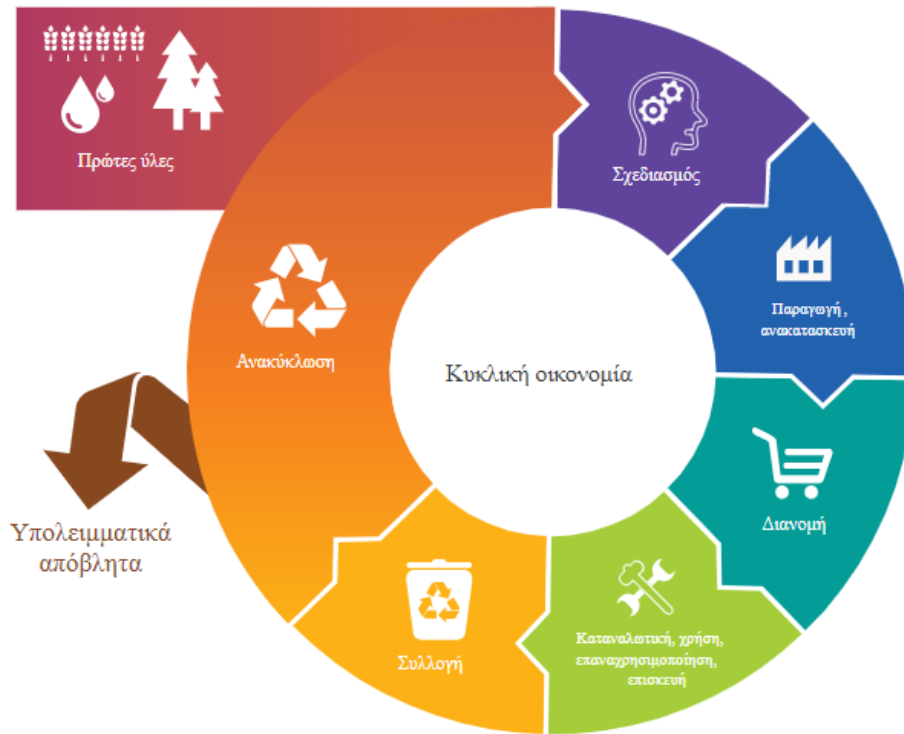 Πρώτες ύλες
Σχεδιασμός
Παραγωγή ,
ανακατασκευή
Ανακύκλωση
Κυκλική οικονομία
Διανομή
Υπολειμματικά
απόβλητα
Καταναλωτική, χρήση,
επαναχρησιμοποίηση,
επισκευή
Συλλογή